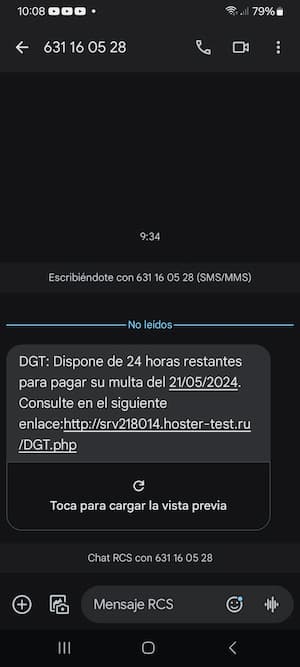 10:08 79%
631 16 05 28
9:34
Escribiéndote con 631 16 05 28 (SMS/MMS)
No leídos
DGT: Dispone de 24 horas restantes
para pagar su multa del 21/05/2024.
Consulte en el siguiente
enlace:http://srv218014.hoster-test.ru
/DGT.php
Toca para cargar la vista previa
Chat RCS con 631 16 05 28
Mensaje RCS